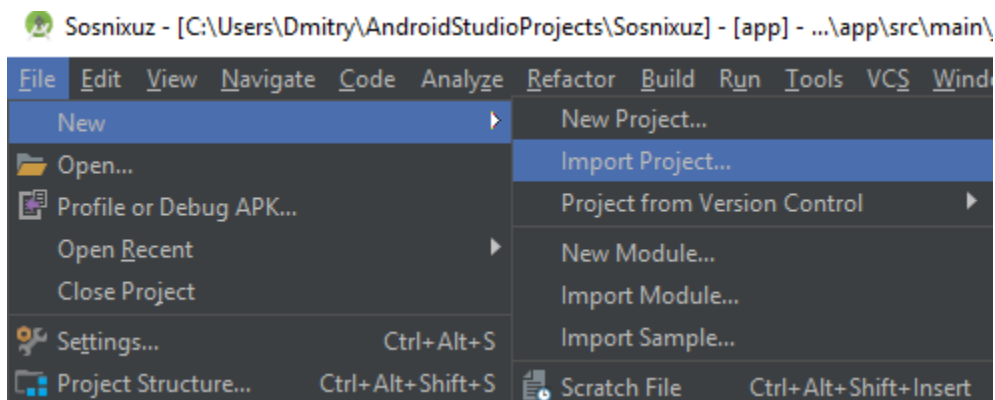 Sosnixuz - [C:\Users\Dmitry\AndroidStudioProjects\Sosnixuz] - [app] - ...\app\src\main\
File Edit View Navigate Code Analyze Refactor Build Run Tools VCS
New
Open...
Profile or Debug APK...
Open Recent
Close Project
Settings... Ctrl+Alt+S
Project Structure... Ctrl+Alt+Shift+S
New Project...
Import Project...
Project from Version Control
New Module...
Import Module...
Import Sample...
Scratch File Ctrl+Alt+Shift+Insert